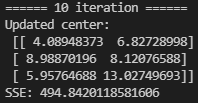 ====== 10 iteration ======
Updated center:
[[ 4.08948373  6.82728998]
[ 8.98870196  8.12076588]
[ 5.95764688 13.02749693]]
SSE: 494.8420118581606